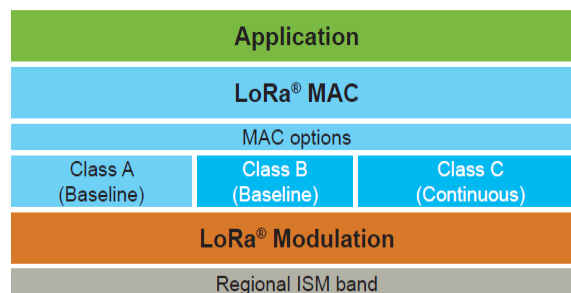 Application
LoRa® MAC
MAC options
Class A
(Baseline)
Class B
(Baseline)
Class C
(Continuous)
LoRa® Modulation
Regional ISM band